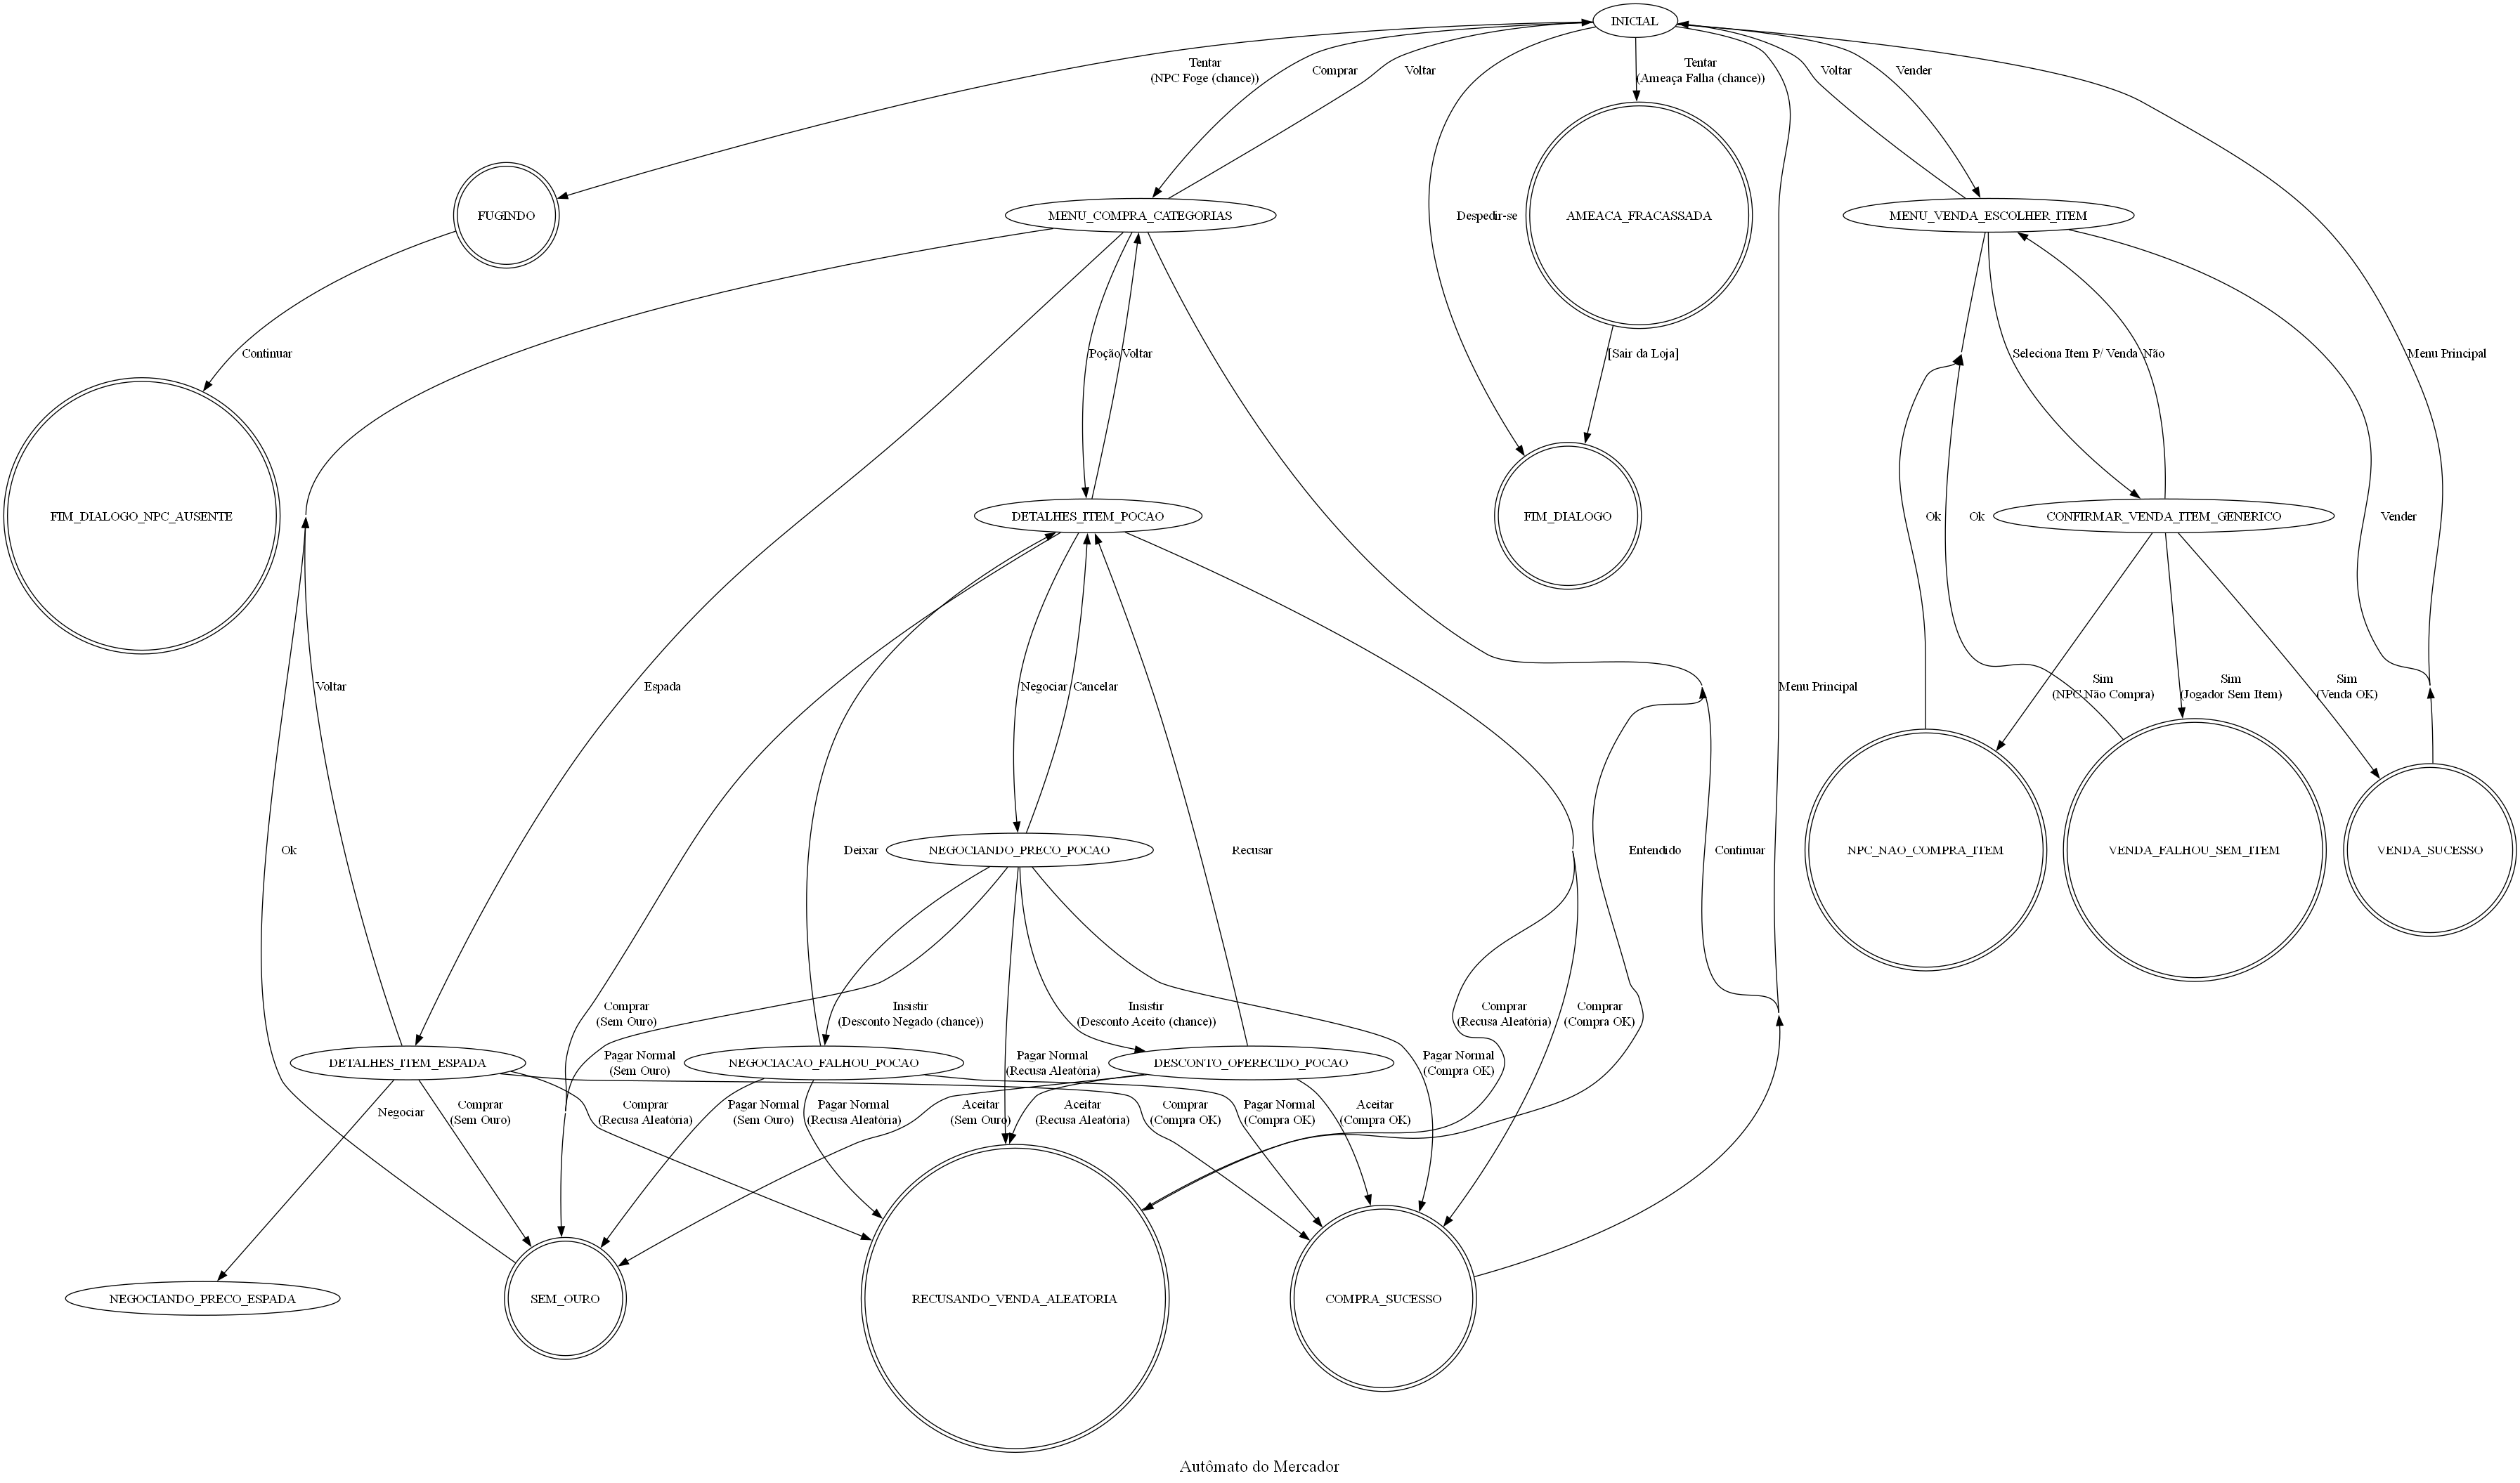 INICIAL
Tentar
(NPC Foge (chance))
Comprar
Voltar
Tentar
(Ameaça Falha (chance))
Voltar
Vender
FUGINDO
MENU_COMPRA_CATEGORIAS
Despedir-se
AMEACA_FRACASSADA
MENU_VENDA_ESCOLHER_ITEM
Continuar
Poção
Voltar
[Sair da Loja]
Seleciona Item P/ Venda
Não
Menu Principal
FIM_DIALOGO_NPC_AUSENTE
DETALHES_ITEM_POCAO
FIM_DIALOGO
Ok
Ok
CONFIRMAR_VENDA_ITEM_GENERICO
Vender
Voltar
Espada
Negociar
Cancelar
Menu Principal
Sim
(NPC Não Compra)
Sim
(Jogador Sem Item)
Sim
(Venda OK)
Ok
Deixar
NEGOCIANDO_PRECO_POCAO
Recusar
Entendido
Continuar
NPC_NAO_COMPRA_ITEM
VENDA_FALHOU_SEM_ITEM
VENDA_SUCESSO
Comprar
(Sem Ouro)
Insistir
(Desconto Negado (chance))
Insistir
(Desconto Aceito (chance))
Comprar
(Recusa Aleatória)
Comprar
(Compra OK)
DETALHES_ITEM_ESPADA
Pagar Normal
(Sem Ouro)
NEGOCIACAO_FALHOU_POCAO
Pagar Normal
(Recusa Aleatória)
DESCONTO_OFERECIDO_POCAO
Pagar Normal
(Compra OK)
Negociar
Comprar
(Sem Ouro)
Comprar
(Recusa Aleatória)
Pagar Normal
(Sem Ouro)
Pagar Normal
(Recusa Aleatória)
Aceitar
(Sem Ouro)
Aceitar
(Recusa Aleatória)
Comprar
(Compra OK)
Pagar Normal
(Compra OK)
Aceitar
(Compra OK)
NEGOCIANDO_PRECO_ESPADA
SEM_OURO
RECUSANDO_VENDA_ALEATORIA
COMPRA_SUCESSO
Autômato do Mercador